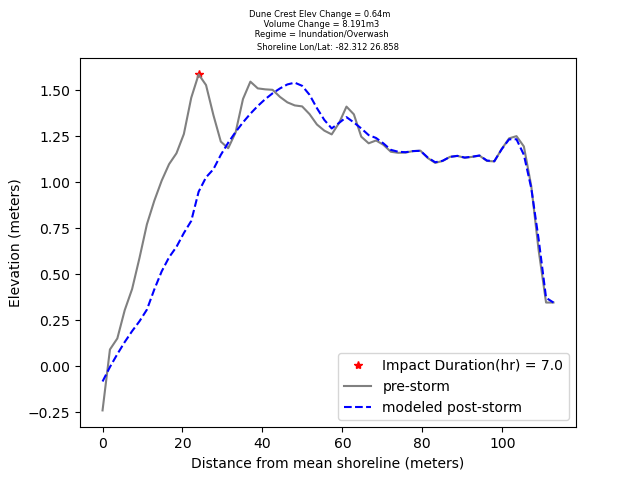 Dune Crest Elev Change = 0.64m
Volume Change = 8.191m3
Regime = Inundation/Overwash
Shoreline Lon/Lat: -82.312 26.858
Elevation (meters)
1.50
1.25
1.00
0.75
0.50
0.25
0.00
−0.25
Impact Duration(hr) = 7.0
pre-storm
modeled post-storm
0 20 40 60 80 100
Distance from mean shoreline (meters)